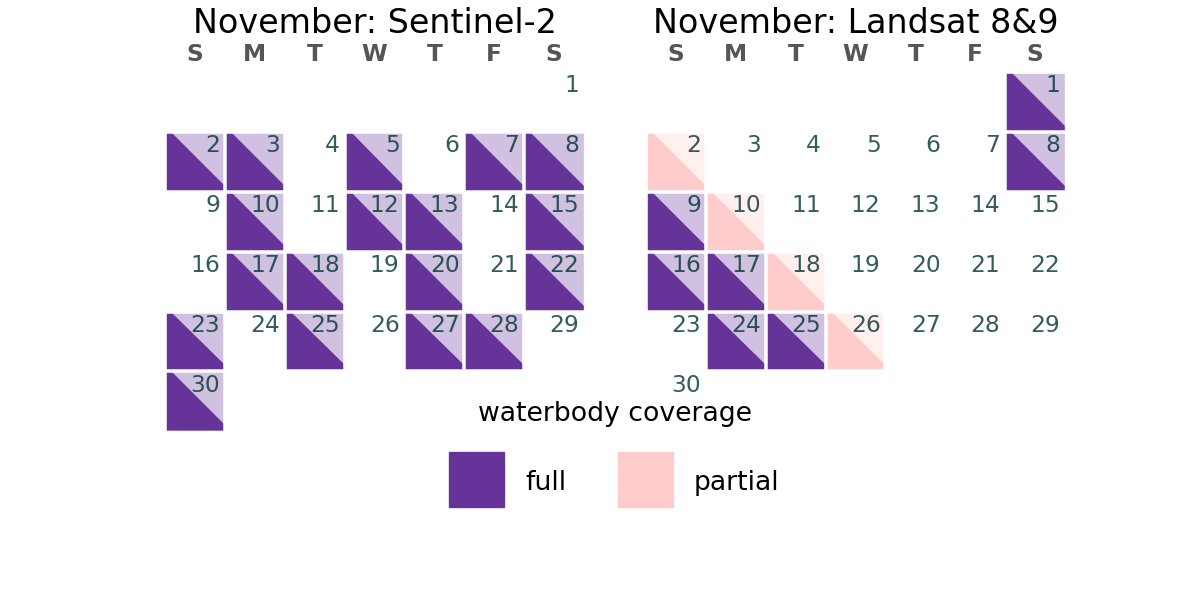 November: Sentinel-2
S M T W T F S
1
2 3 4 5 6 7 8
9 10 11 12 13 14 15
16 17 18 19 20 21 22
23 24 25 26 27 28 29
30
November: Landsat 8&9
S M T W T F S
1
2 3 4 5 6 7 8
9 10 11 12 13 14 15
16 17 18 19 20 21 22
23 24 25 26 27 28 29
30
waterbody coverage
full partial